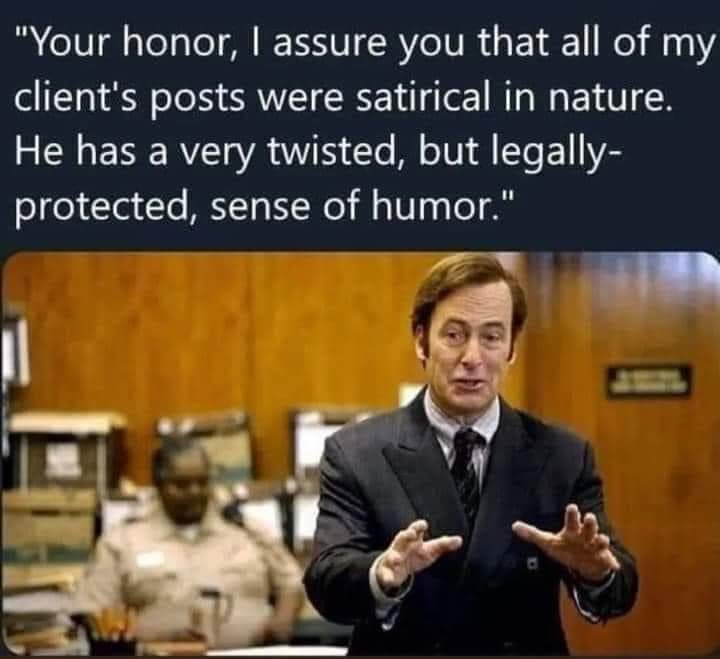 "Your honor, I assure you that all of my
client's posts were satirical in nature.
He has a very twisted, but legally-
protected, sense of humor."